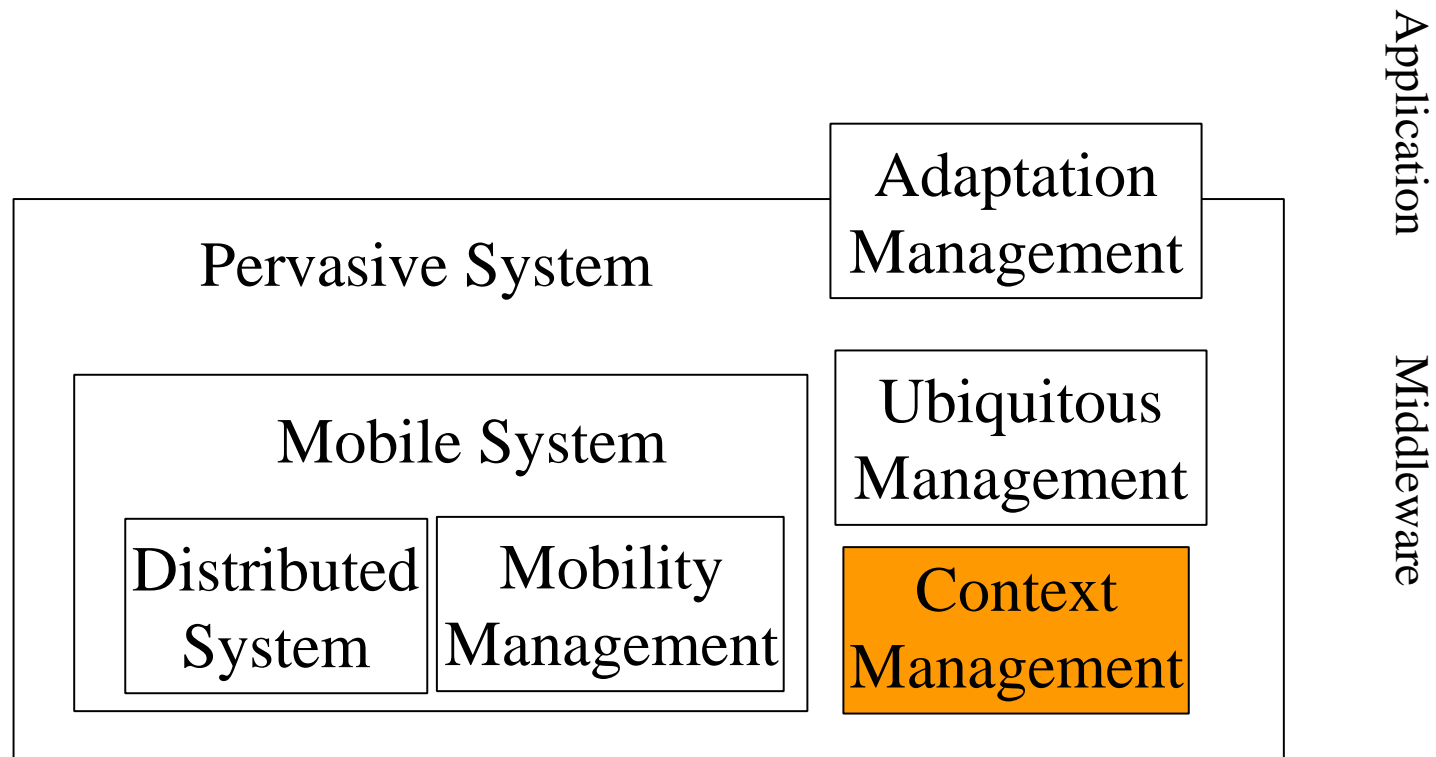 Application
Adaptation
Management
Pervasive System
Middleware
Ubiquitous
Management
Mobile System
Distributed
System
Mobility
Management
Context
Management